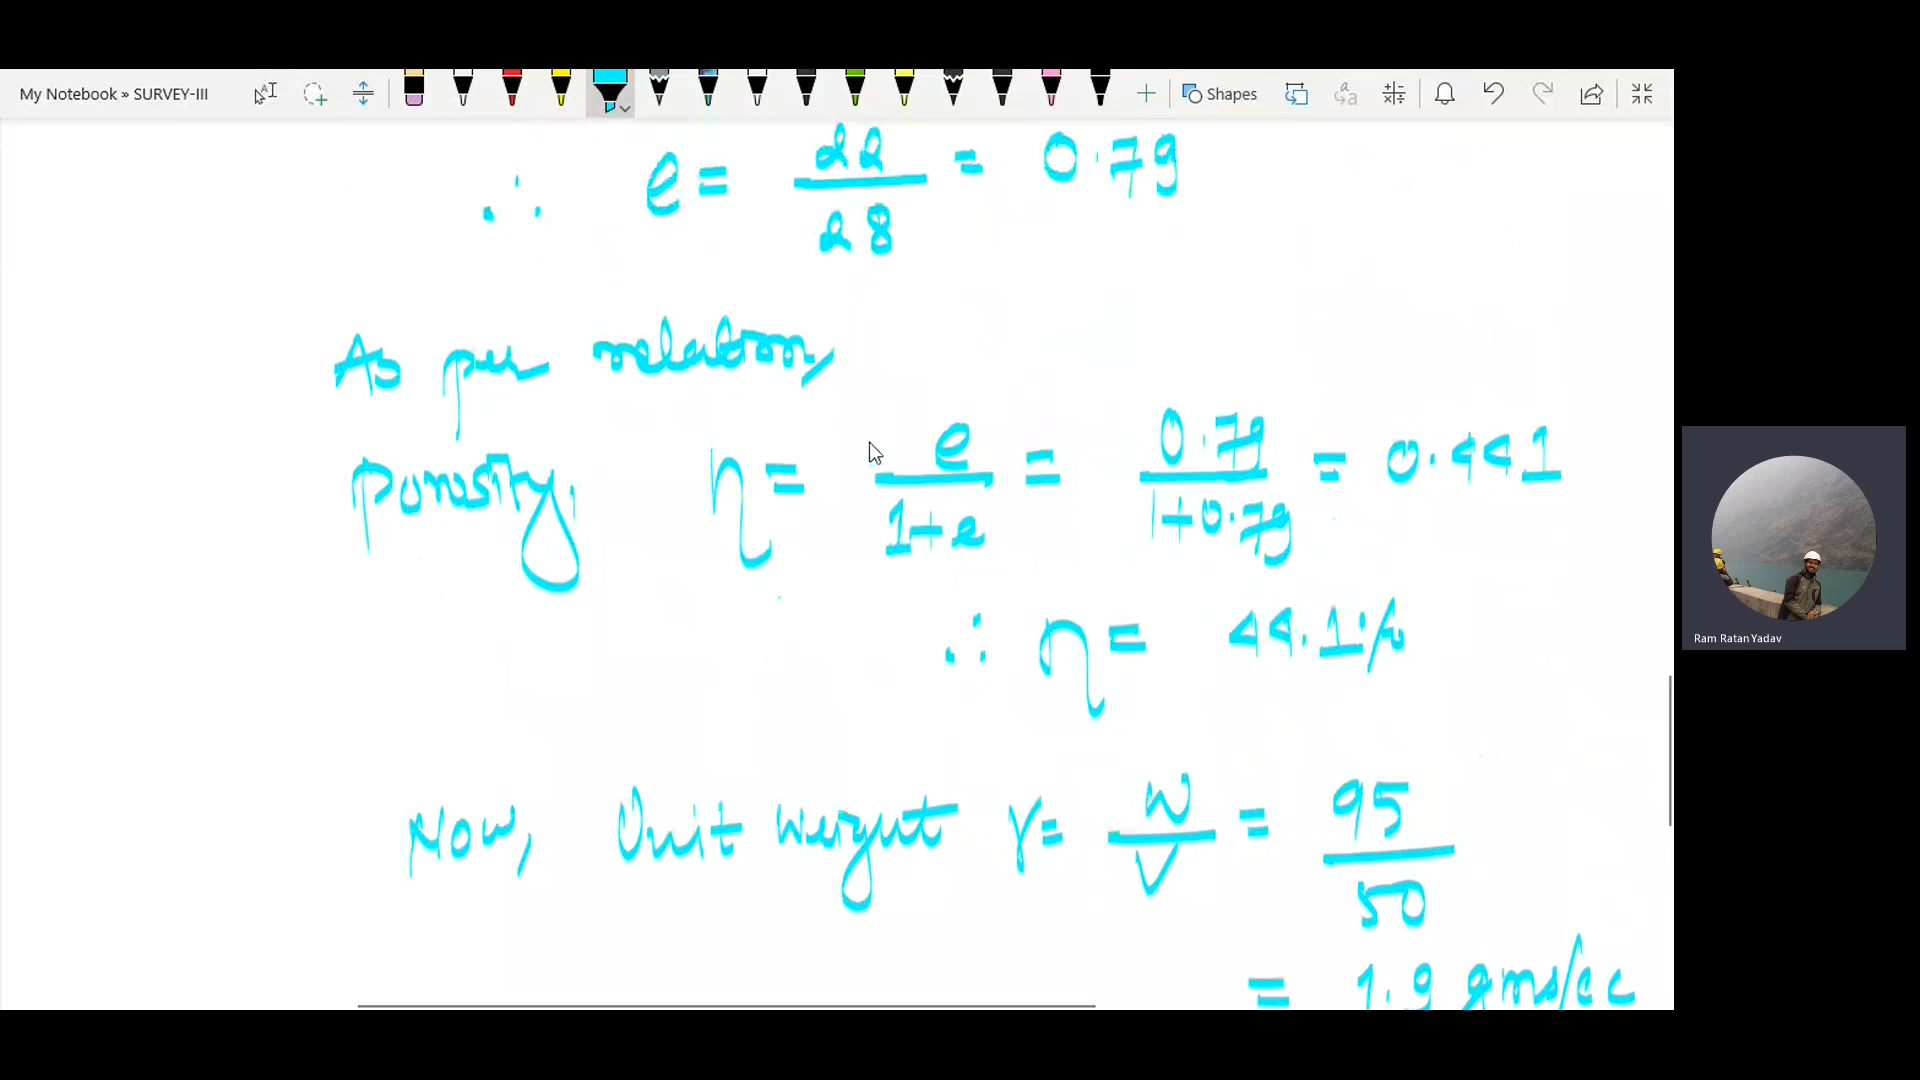 My Notebook » SURVEY-III
Shapes
∴ e = 22/28 = 0.79
As per relation,
porosity, η = e/1+e = 0.79/1+0.79 = 0.441
∴ η = 44.1%
Now, Unit weight γ = W/V = 95/50
= 1.9 gms/cc
Ram Ratan Yadav